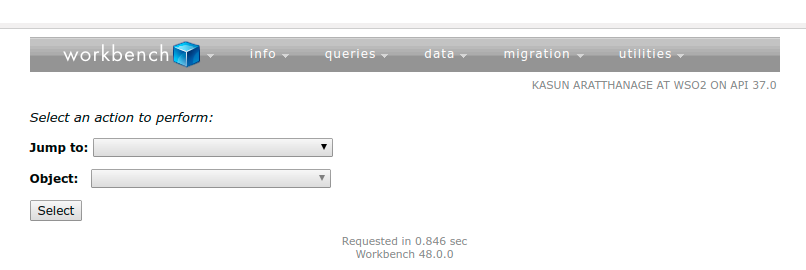 workbench info queries data migration utilities
KASUN ARATTHANAGE AT WSO2 ON API 37.0
Select an action to perform:
Jump to:
Object:
Select
Requested in 0.846 sec
Workbench 48.0.0